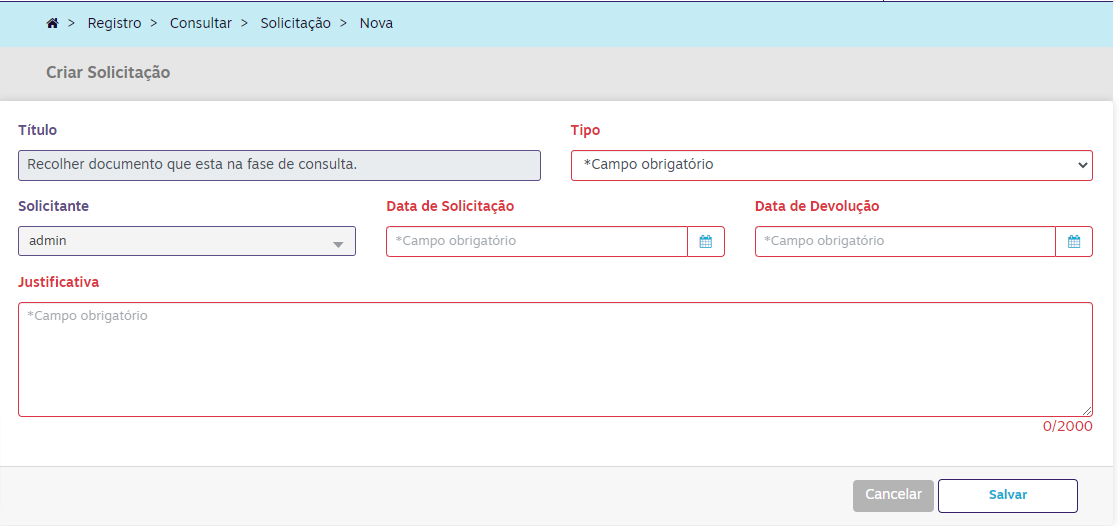 > Registro > Consultar > Solicitação > Nova
Criar Solicitação
Título
Tipo
Recolher documento que esta na fase de consulta.
*Campo obrigatório
Solicitante
Data de Solicitação
Data de Devolução
admin
*Campo obrigatório
*Campo obrigatório
Justificativa
*Campo obrigatório
0/2000
Cancelar
Salvar